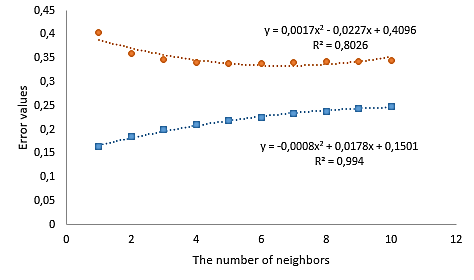 0,45
0,4
0,35
0,3
0,25
0,2
0,15
0,1
0,05
0
Error values
y = 0,0017x² - 0,0227x + 0,4096
R² = 0,8026
y = -0,0008x² + 0,0178x + 0,1501
R² = 0,994
0 2 4 6 8 10 12
The number of neighbors